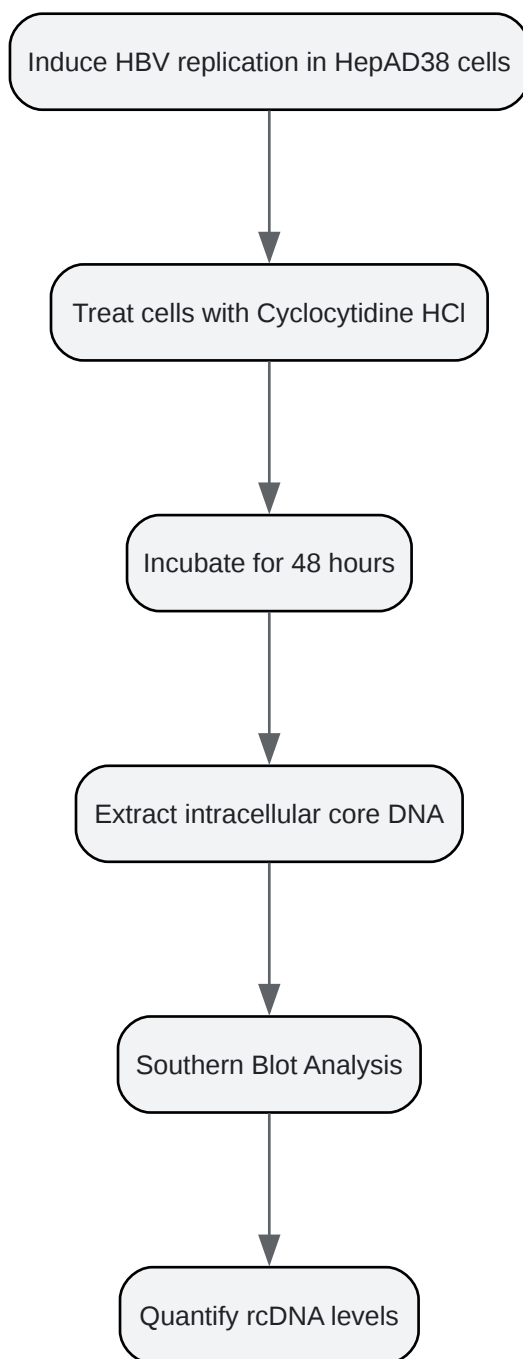 Induce HBV replication in HepAD38 cells
Treat cells with Cyclocytidine HCl
Incubate for 48 hours
Extract intracellular core DNA
Southern Blot Analysis
Quantify rcDNA levels